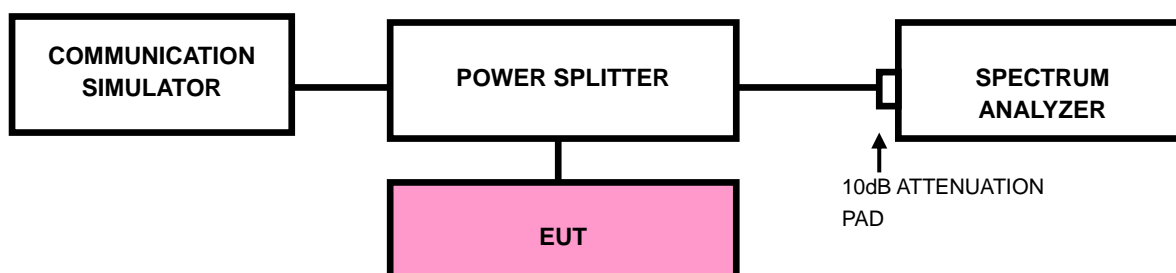 COMMUNICATION
SIMULATOR
POWER SPLITTER
SPECTRUM
ANALYZER
10dB ATTENUATION
PAD
EUT